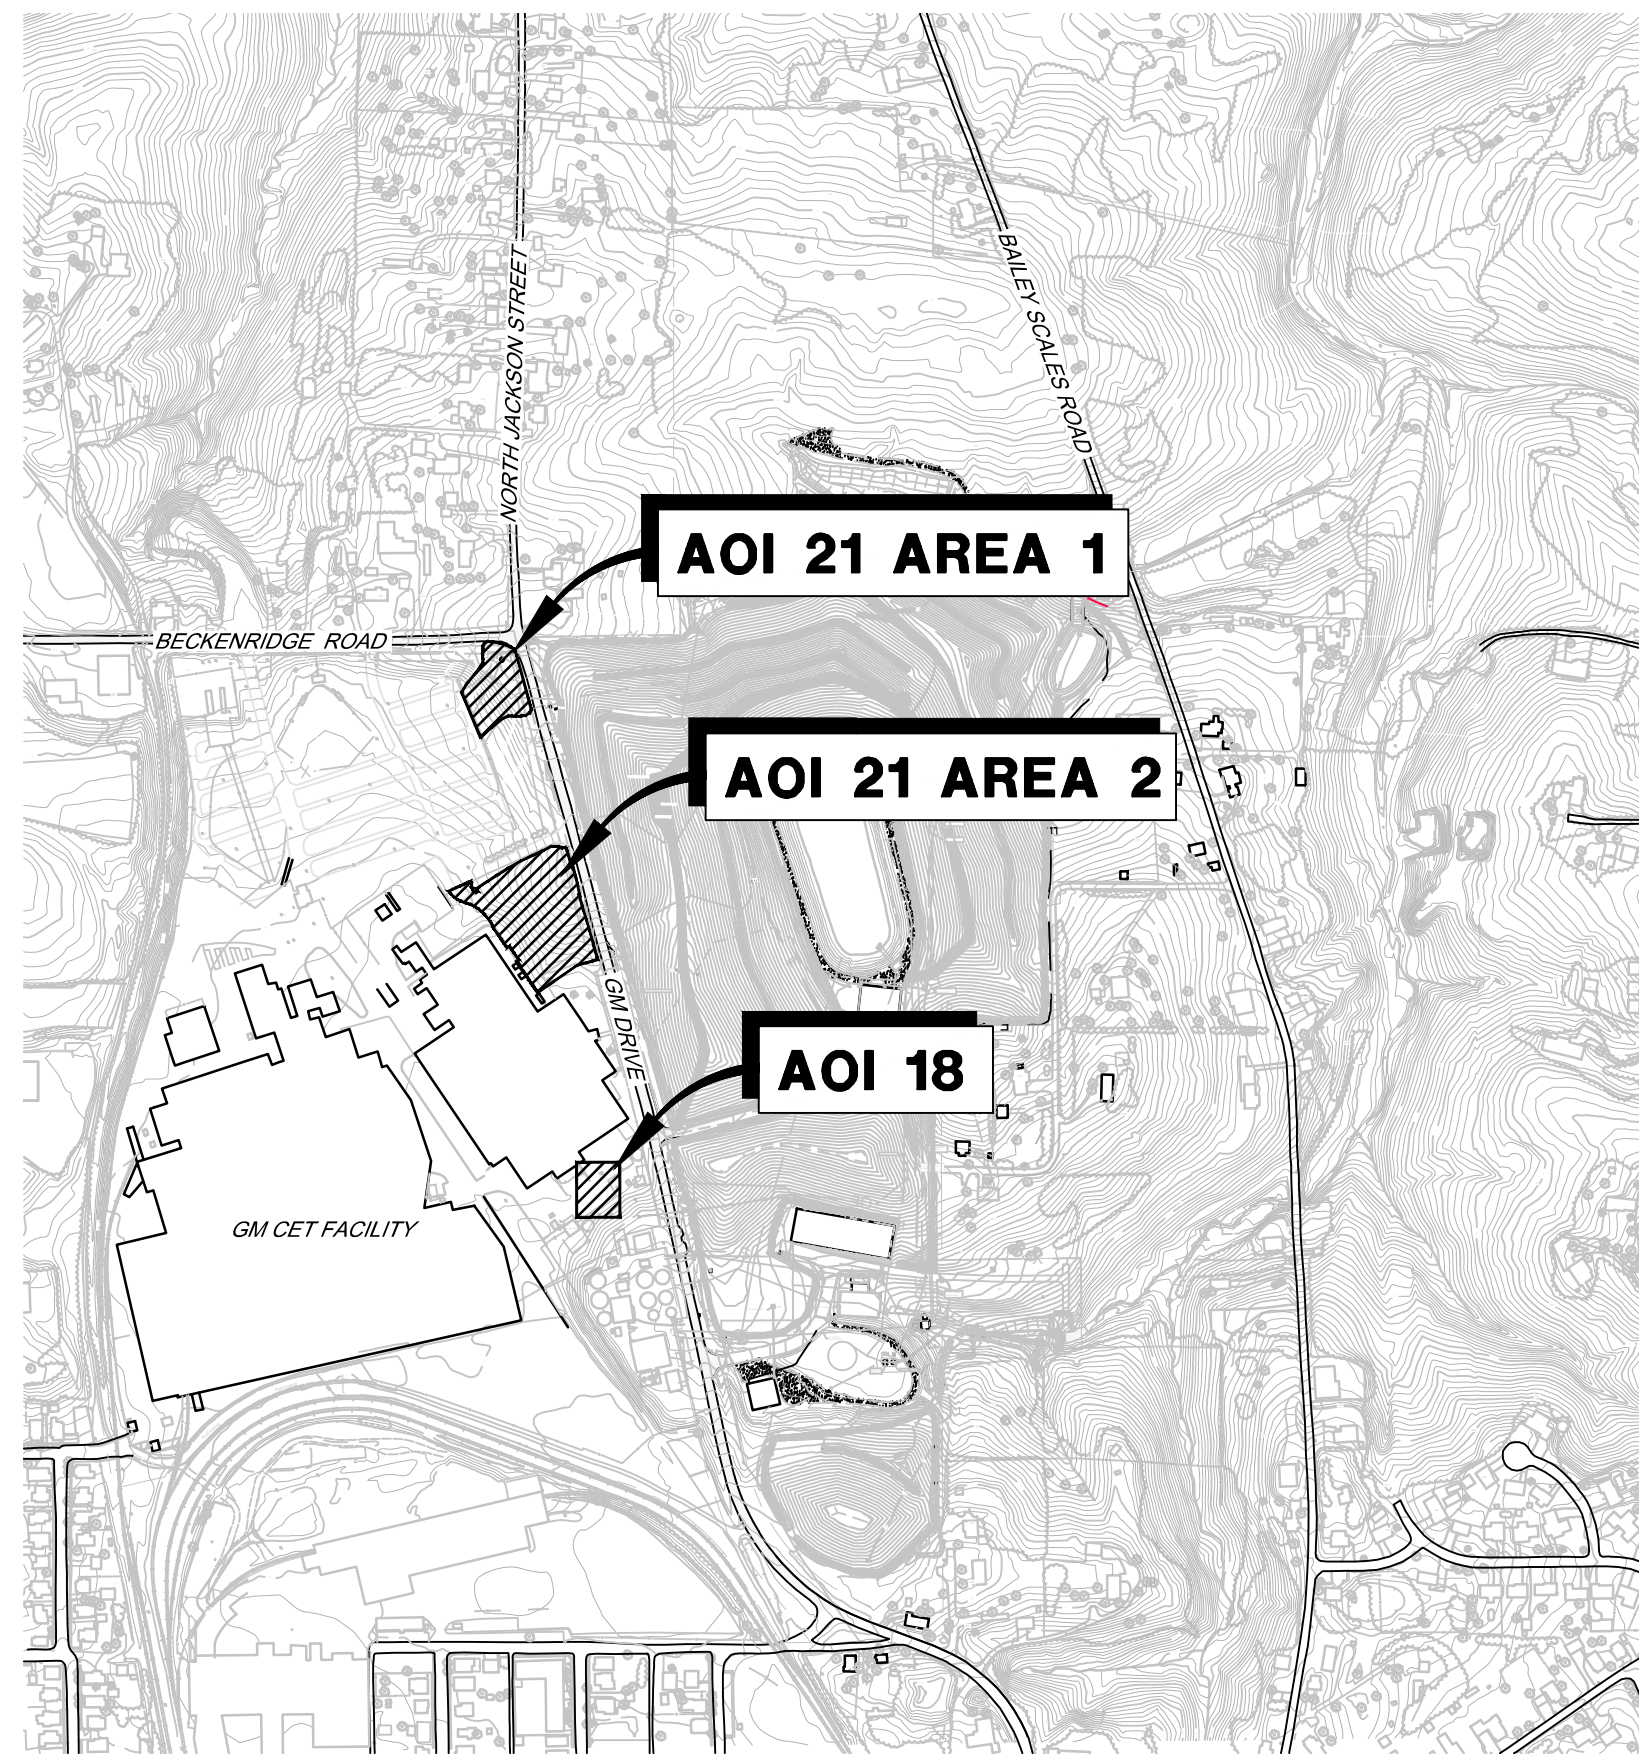 BAILEY SCALES ROAD
NORTH JACKSON STREET
AOI 21 AREA 1
BECKENRIDGE ROAD
AOI 21 AREA 2
GM DRIVE
AOI 18
GM CET FACILITY